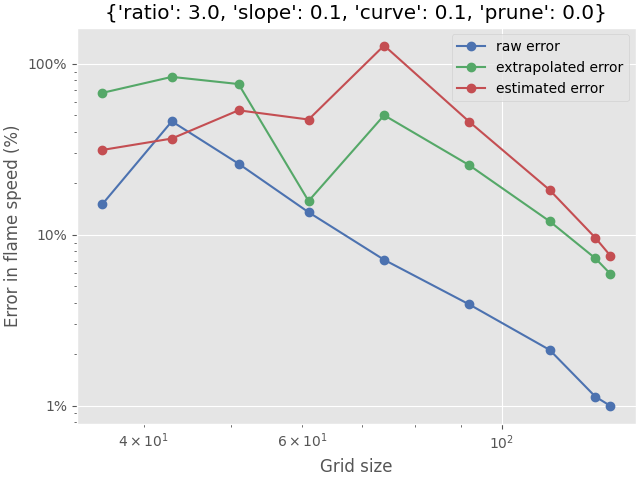 {'ratio': 3.0, 'slope': 0.1, 'curve': 0.1, 'prune': 0.0}
raw error
extrapolated error
estimated error
100%
10%
1%
Error in flame speed (%)
4 × 10¹
6 × 10¹
10²
Grid size